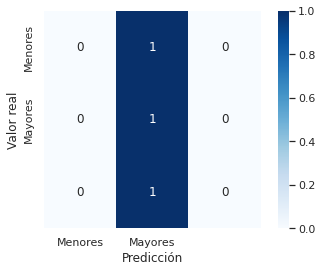 Valor real
Menores
Mayores
0 1 0
0 1 0
0 1 0
Menores Mayores
Predicción
1.0
0.8
0.6
0.4
0.2
0.0